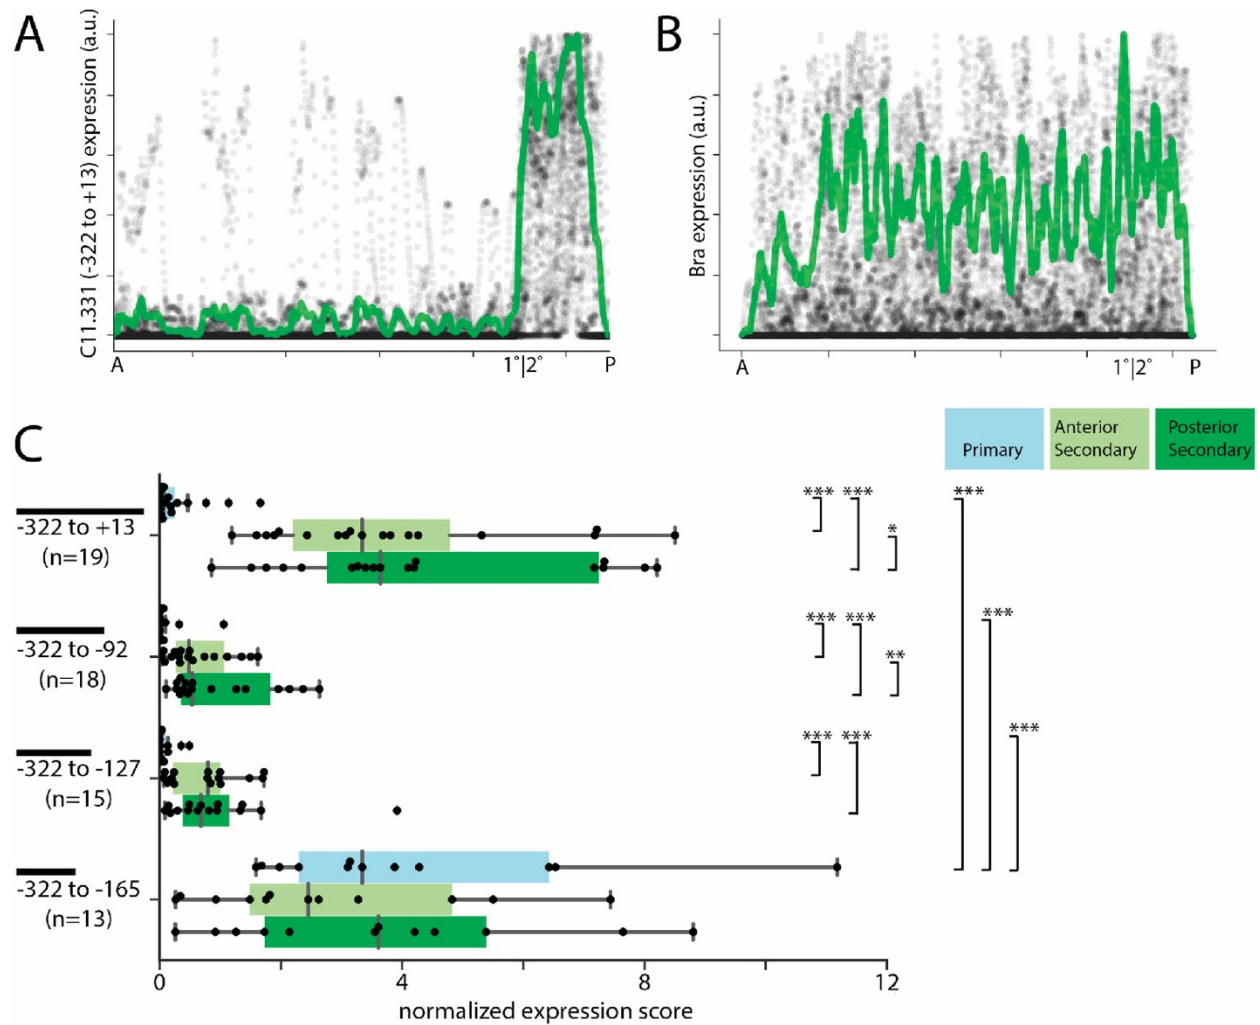 A
C1.331 (-322 to +13) expression (a.u.)
A
1°|2°
P
B
Bra expression (a.u.)
A
1°|2°
P
C
Primary
Anterior
Secondary
Posterior
Secondary
-322 to +13
(n=19)
*** ***
*
***
-322 to -92
(n=18)
*** ***
**
***
-322 to -127
(n=15)
*** ***
***
-322 to -165
(n=13)
0
4
8
12
normalized expression score